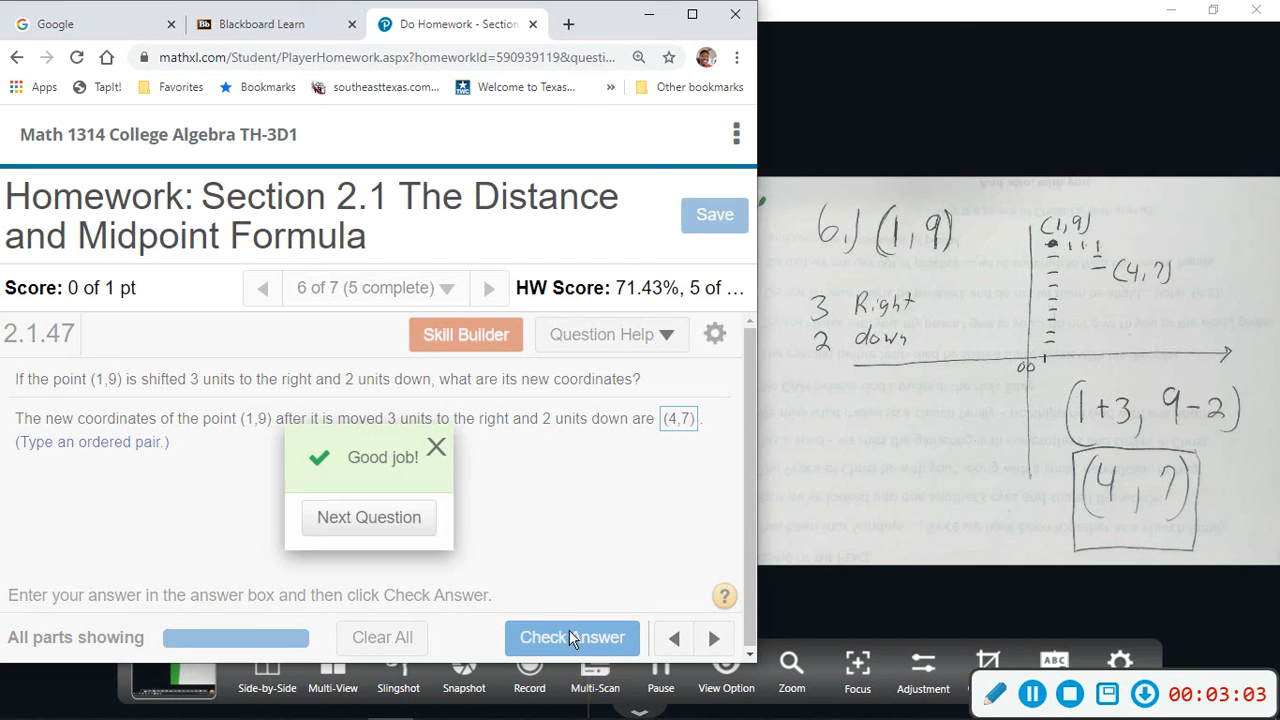 Google
Blackboard Learn
Do Homework - Section
mathxl.com/Student/PlayerHomework.aspx?homeworkId=590939119&questi...
Apps
TapIt!
Favorites
Bookmarks
southeasttexas.com...
Welcome to Texas...
»
Other bookmarks
Math 1314 College Algebra TH-3D1
Homework: Section 2.1 The Distance
and Midpoint Formula
Save
Score: 0 of 1 pt
6 of 7 (5 complete)
HW Score: 71.43%, 5 of ...
2.1.47
Skill Builder
Question Help
If the point (1,9) is shifted 3 units to the right and 2 units down, what are its new coordinates?
The new coordinates of the point (1,9) after it is moved 3 units to the right and 2 units down are (4,7).
(Type an ordered pair.)
Good job!
Next Question
Enter your answer in the answer box and then click Check Answer.
?
All parts showing
Clear All
Check Answer
6.) (1, 9)
(1, 9)
(4, 7)
3 Right
2 down
00
(1+3, 9-2)
(4, 7)
Side-by-Side
Multi-View
Slingshot
Snapshot
Record
Multi-Scan
Pause
View Option
Zoom
Focus
Adjustment
ABC
00:03:03